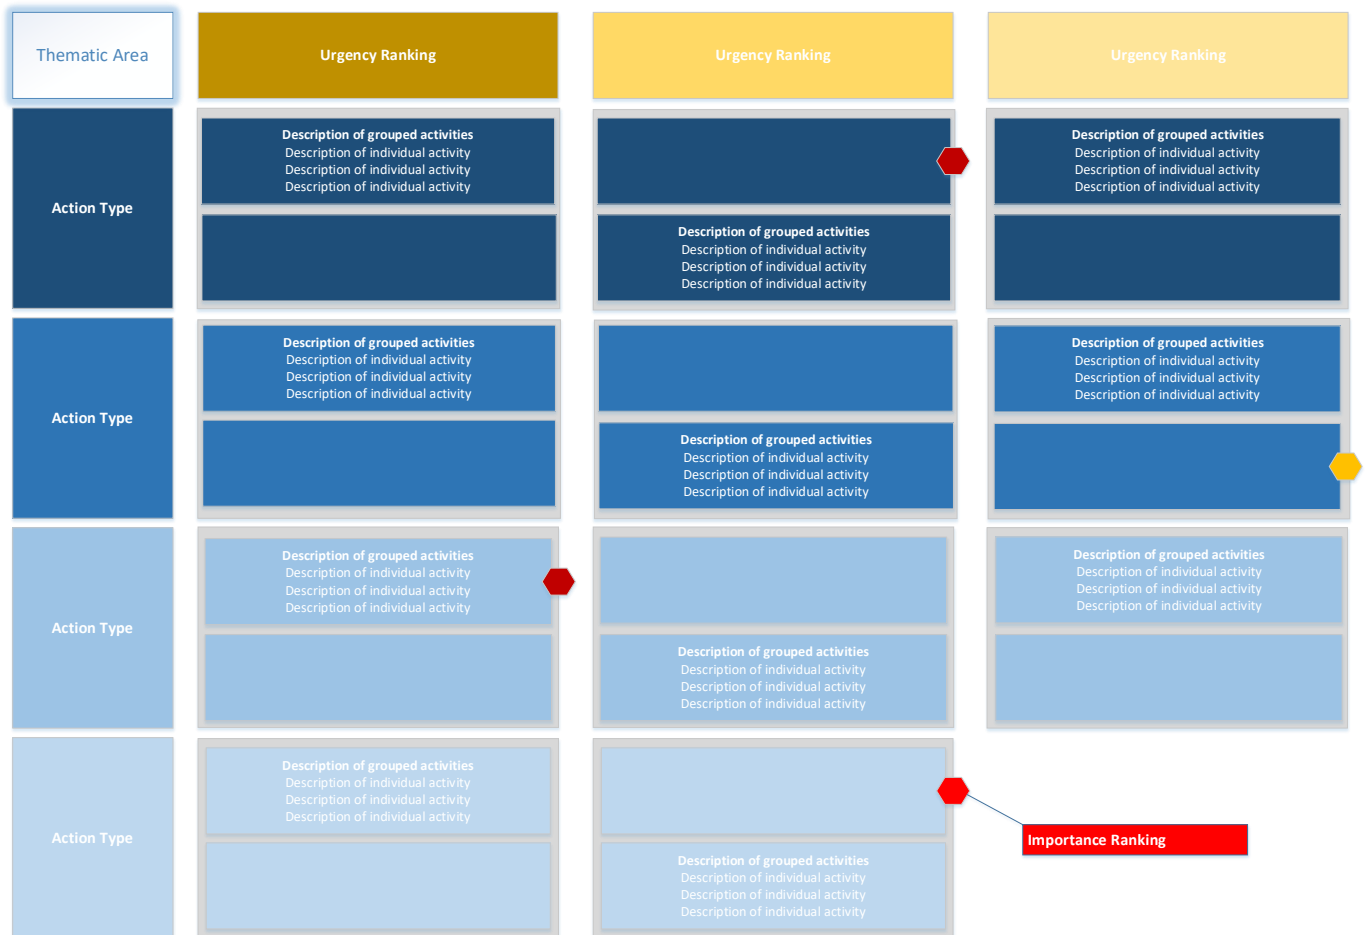 Thematic Area
Urgency Ranking
Urgency Ranking
Urgency Ranking
Action Type
Description of grouped activities
Description of individual activity
Description of individual activity
Description of individual activity
Description of grouped activities
Description of individual activity
Description of individual activity
Description of individual activity
Description of grouped activities
Description of individual activity
Description of individual activity
Description of individual activity
Action Type
Description of grouped activities
Description of individual activity
Description of individual activity
Description of individual activity
Description of grouped activities
Description of individual activity
Description of individual activity
Description of individual activity
Description of grouped activities
Description of individual activity
Description of individual activity
Description of individual activity
Action Type
Description of grouped activities
Description of individual activity
Description of individual activity
Description of individual activity
Description of grouped activities
Description of individual activity
Description of individual activity
Description of individual activity
Description of grouped activities
Description of individual activity
Description of individual activity
Description of individual activity
Action Type
Description of grouped activities
Description of individual activity
Description of individual activity
Description of individual activity
Description of grouped activities
Description of individual activity
Description of individual activity
Description of individual activity
Importance Ranking